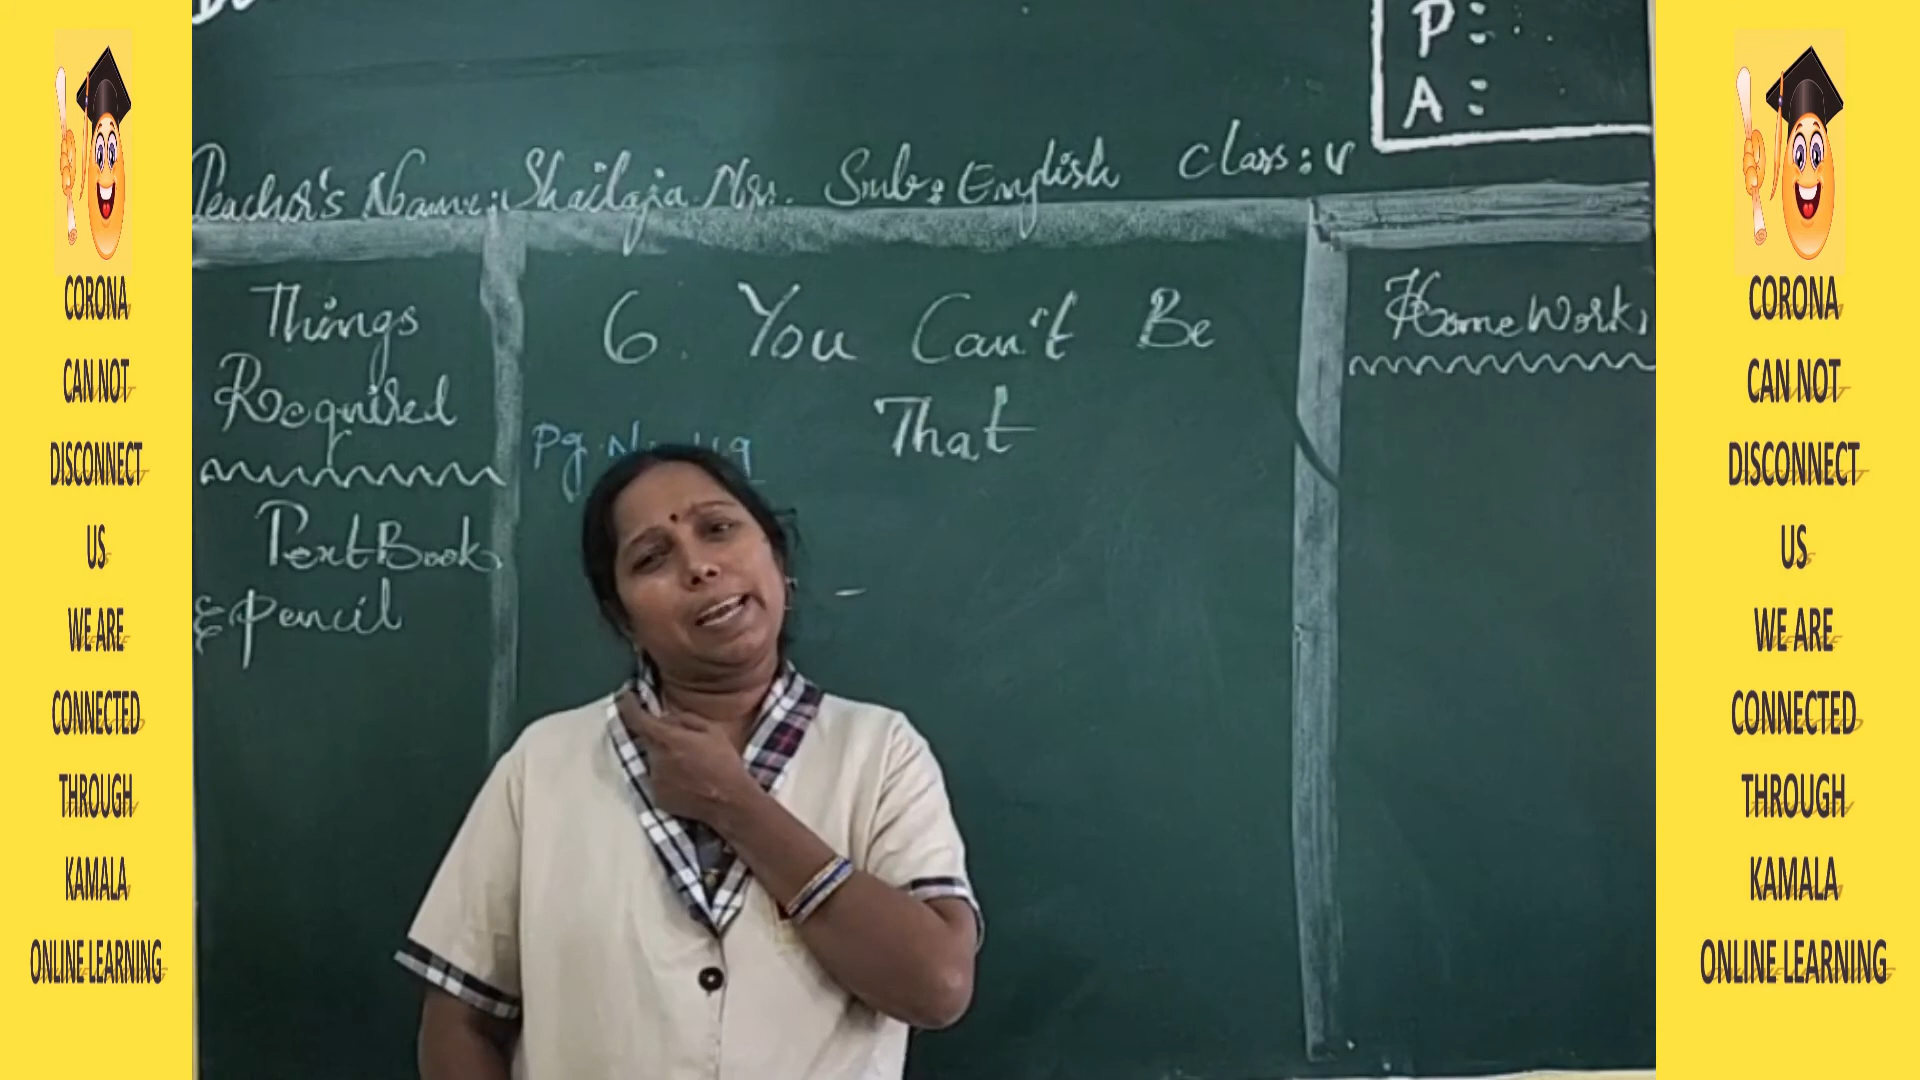 CORONA
CAN NOT
DISCONNECT
US
WE ARE
CONNECTED
THROUGH
KAMALA
ONLINE LEARNING
P:
A:
Teacher's Name: Shailaja Sub: English Class: V
Things
Required
Text Book
& pencil
6. You Can't Be
That
Pg. 49
Home Work
CORONA
CAN NOT
DISCONNECT
US
WE ARE
CONNECTED
THROUGH
KAMALA
ONLINE LEARNING